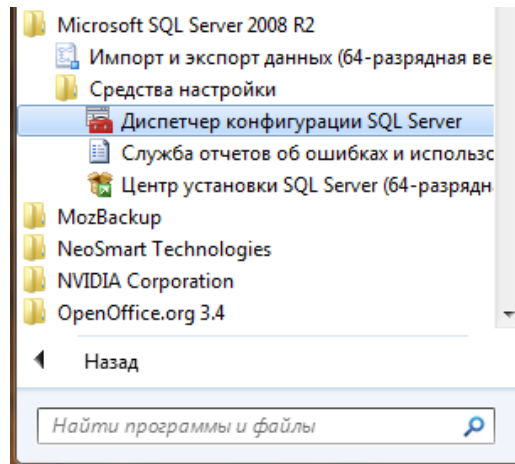 Microsoft SQL Server 2008 R2
Импорт и экспорт данных (64-разрядная ве
Средства настройки
Диспетчер конфигурации SQL Server
Служба отчетов об ошибках и использо
Центр установки SQL Server (64-разрядн
MozBackup
NeoSmart Technologies
NVIDIA Corporation
OpenOffice.org 3.4
Назад
Найти программы и файлы